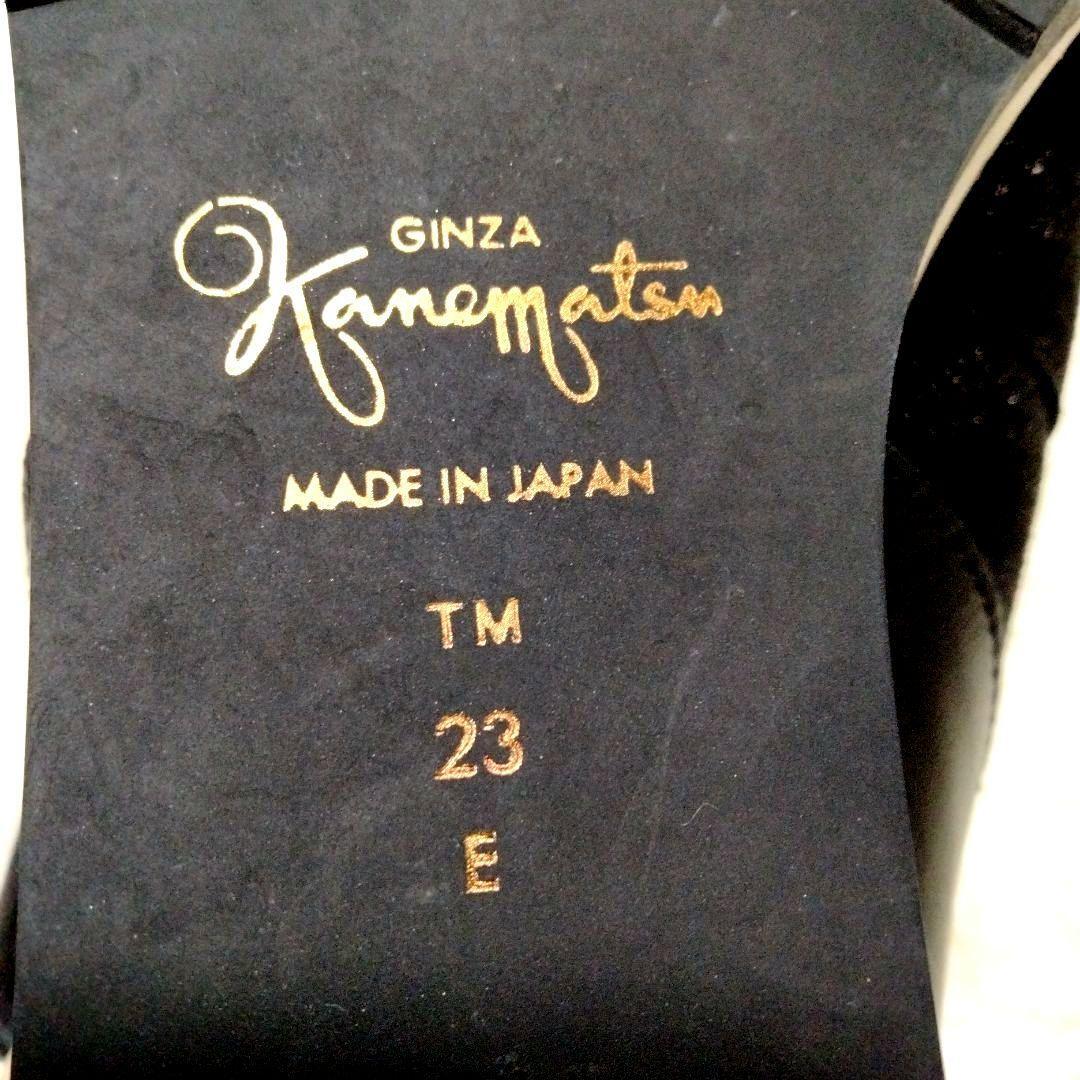 GINZA
Kanematsu
MADE IN JAPAN
TM
23
E